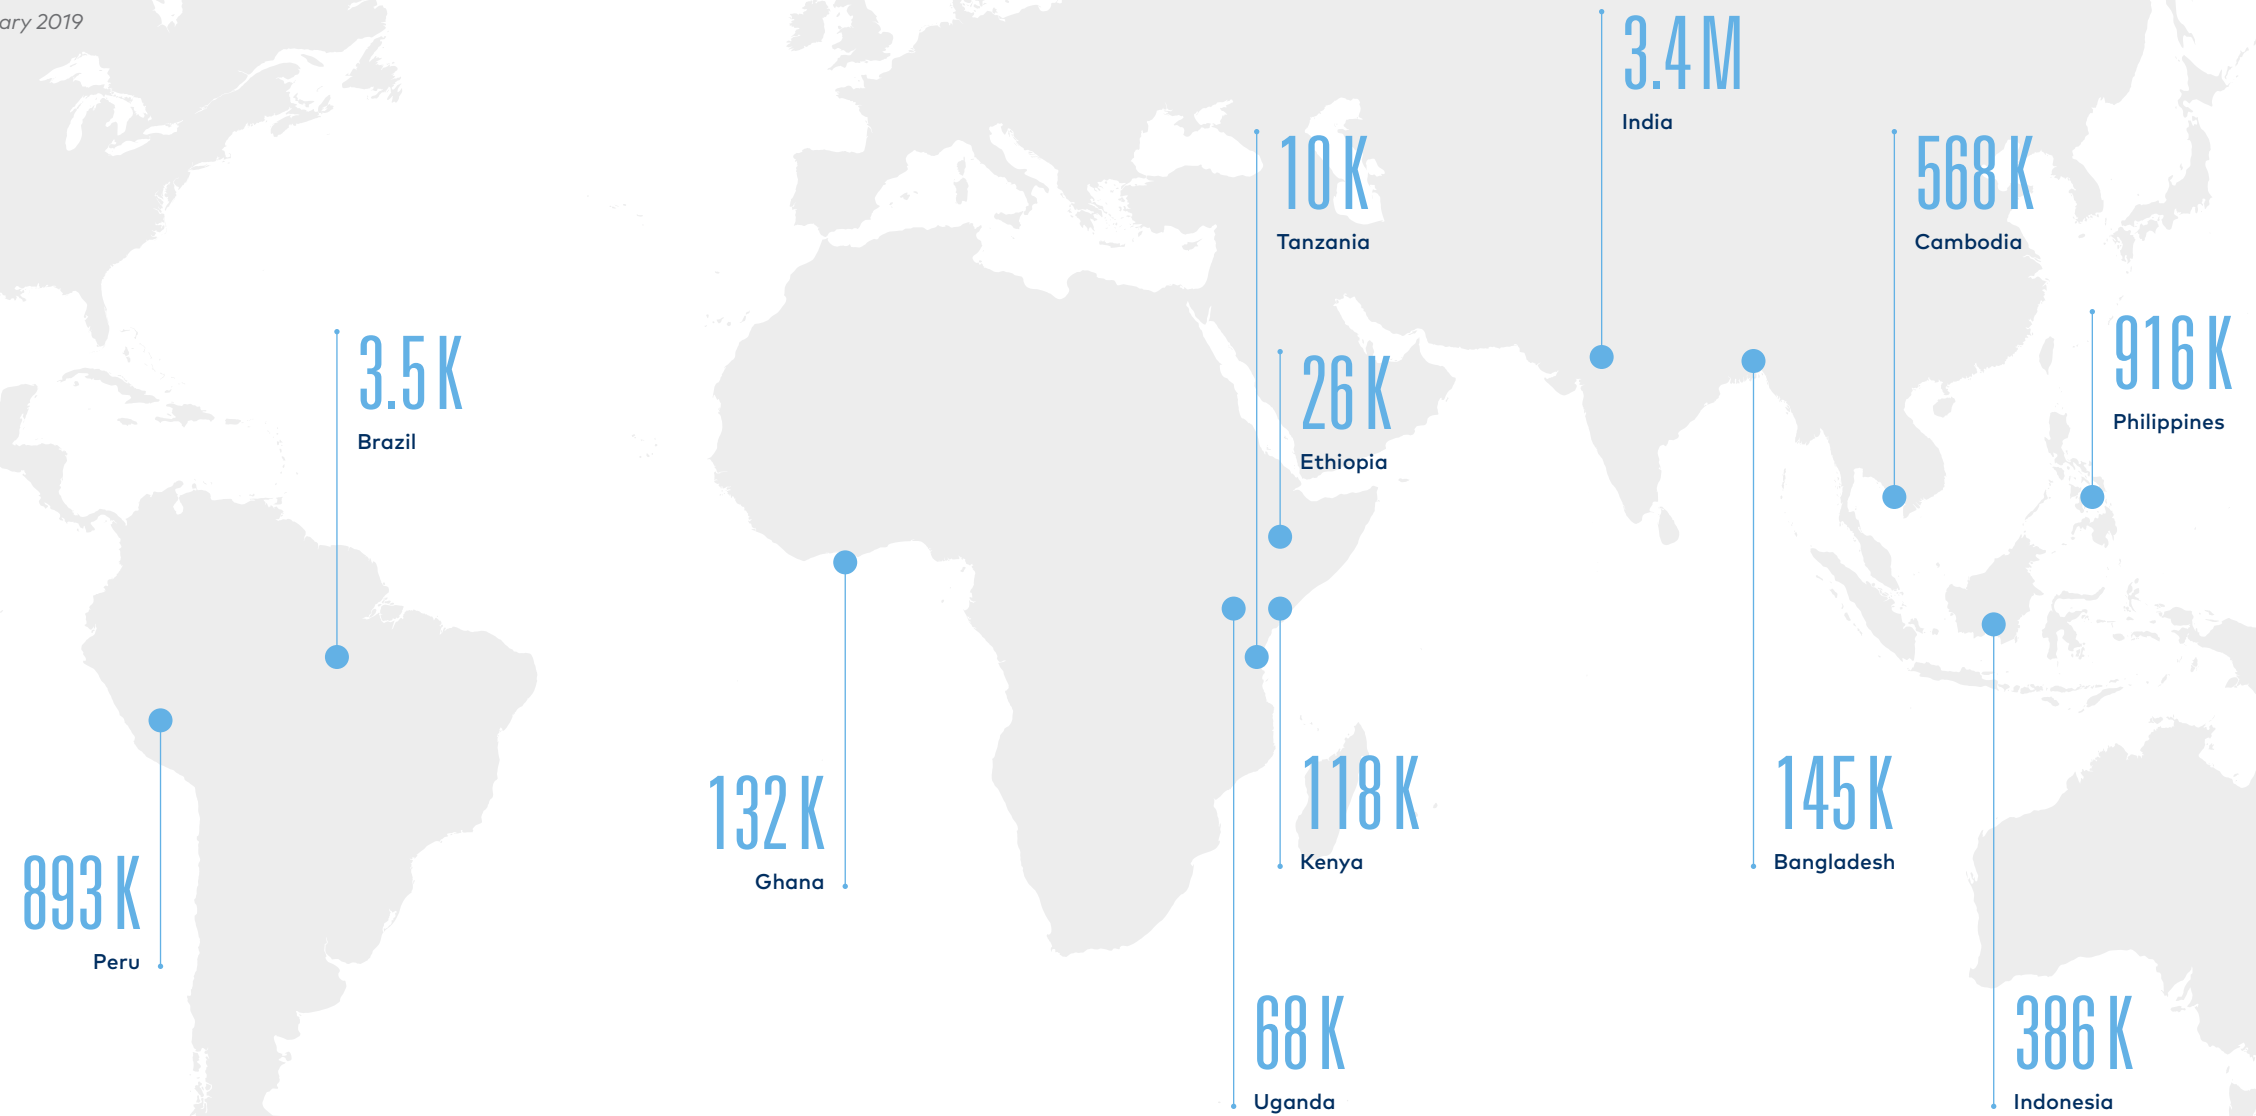 2019
3.4 M
India
10 K
Tanzania
568 K
Cambodia
916 K
Philippines
3.5 K
Brazil
26 K
Ethiopia
118 K
Kenya
145 K
Bangladesh
132 K
Ghana
893 K
Peru
68 K
Uganda
386 K
Indonesia